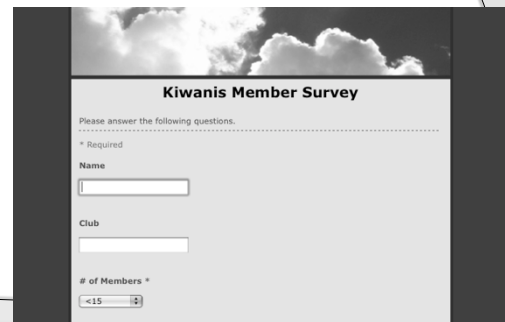 Kiwanis Member Survey
Please answer the following questions.
* Required
Name
Club
# of Members *
<15